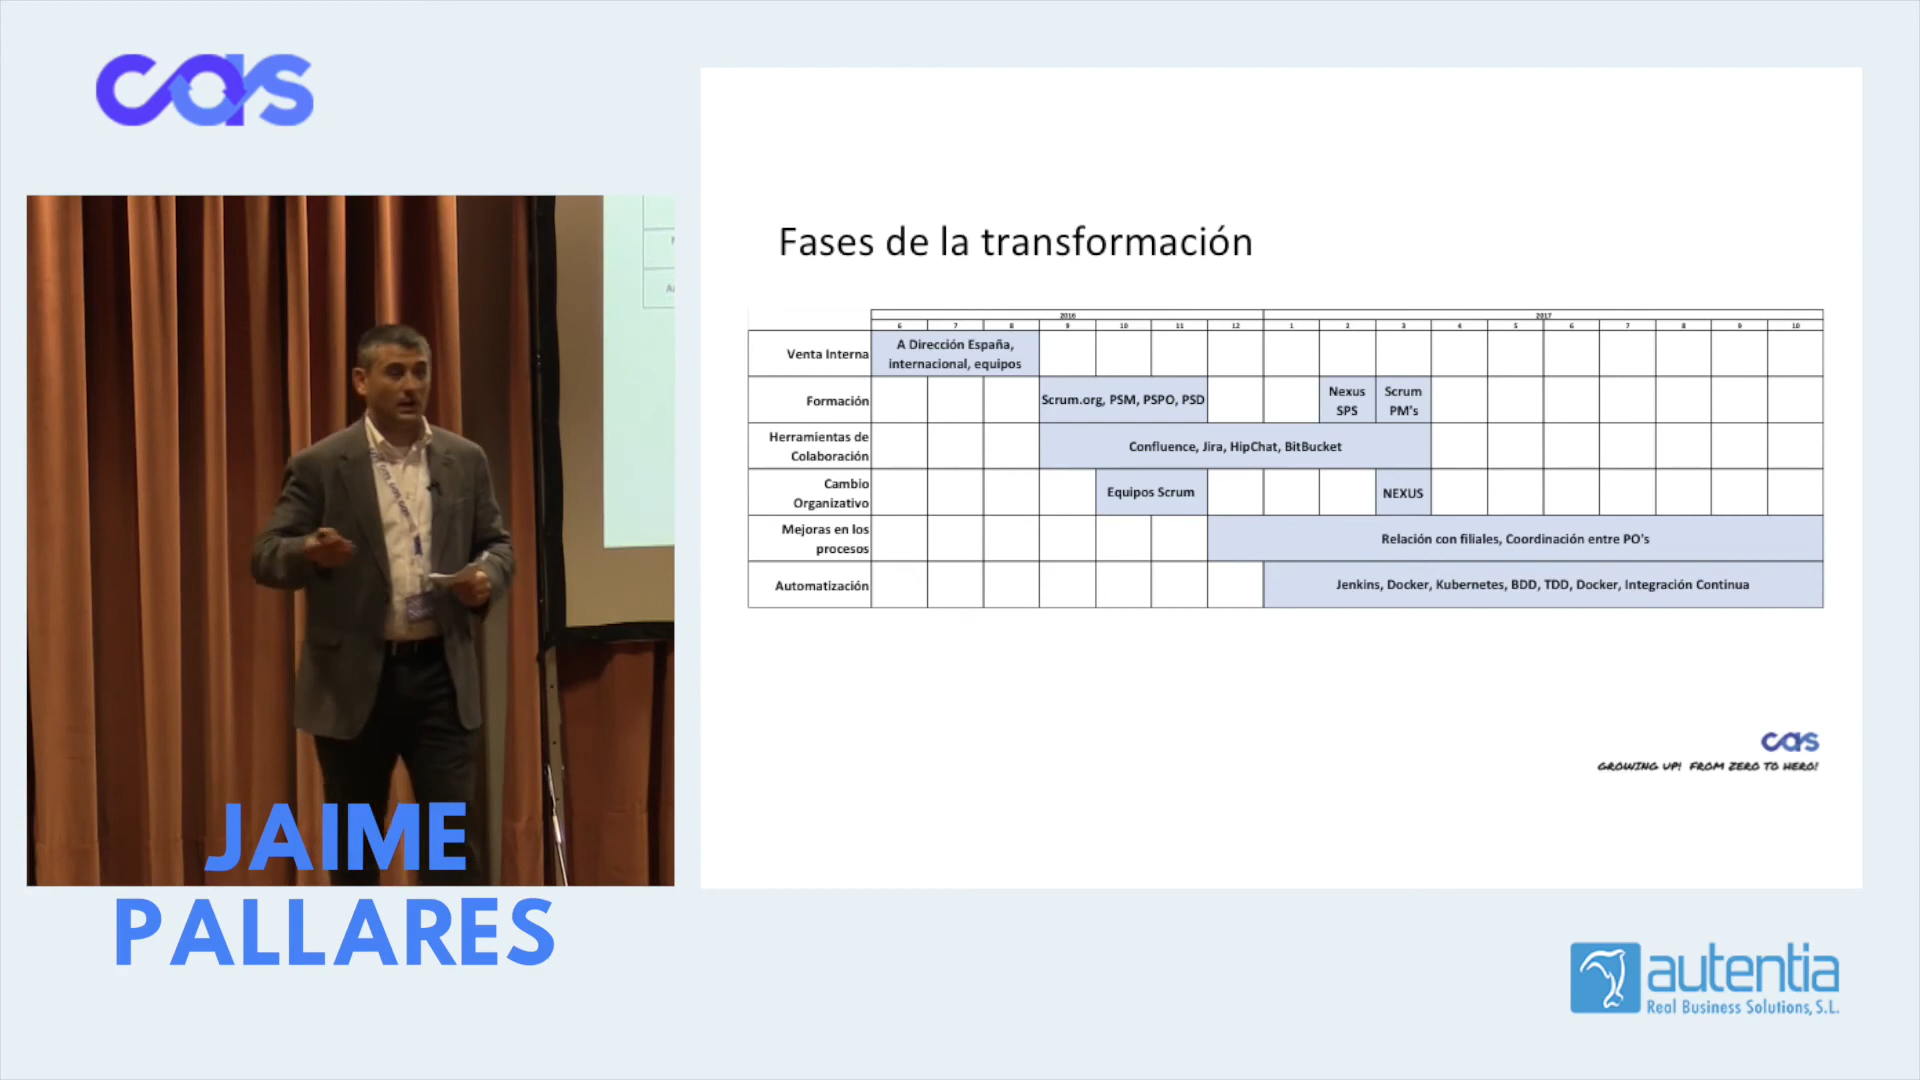 cas
JAIME
PALLARES
Fases de la transformación
2016 2017
6 7 8 9 10 11 12 1 2 3 4 5 6 7 8 9 10
Venta Interna
A Dirección España,
internacional, equipos
Formación
Scrum.org, PSM, PSPO, PSD
Nexus
SPS
Scrum
PM's
Herramientas de
Colaboración
Confluence, Jira, HipChat, BitBucket
Cambio
Organizativo
Equipos Scrum
NEXUS
Mejoras en los
procesos
Relación con filiales, Coordinación entre PO's
Automatización
Jenkins, Docker, Kubernetes, BDD, TDD, Docker, Integración Continua
cas
GROWING UP! FROM ZERO TO HERO!
autentia
Real Business Solutions, S.L.